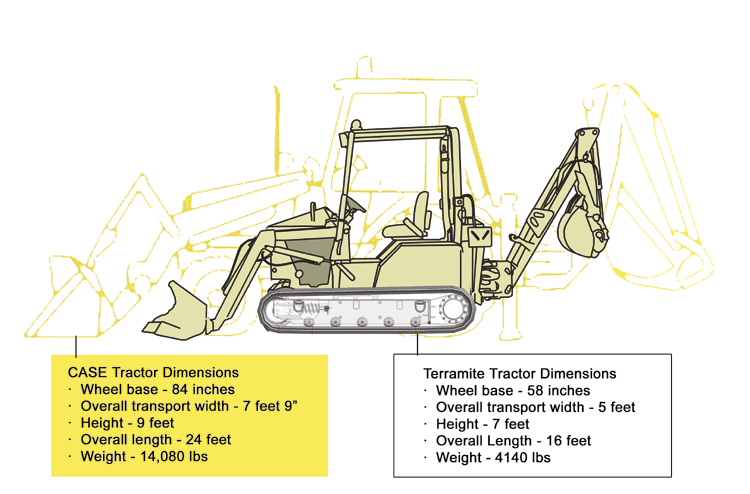 CASE Tractor Dimensions
· Wheel base - 84 inches
· Overall transport width - 7 feet 9”
· Height - 9 feet
· Overall length - 24 feet
· Weight - 14,080 lbs
Terramite Tractor Dimensions
· Wheel base - 58 inches
· Overall transport width - 5 feet
· Height - 7 feet
· Overall Length - 16 feet
· Weight - 4140 lbs